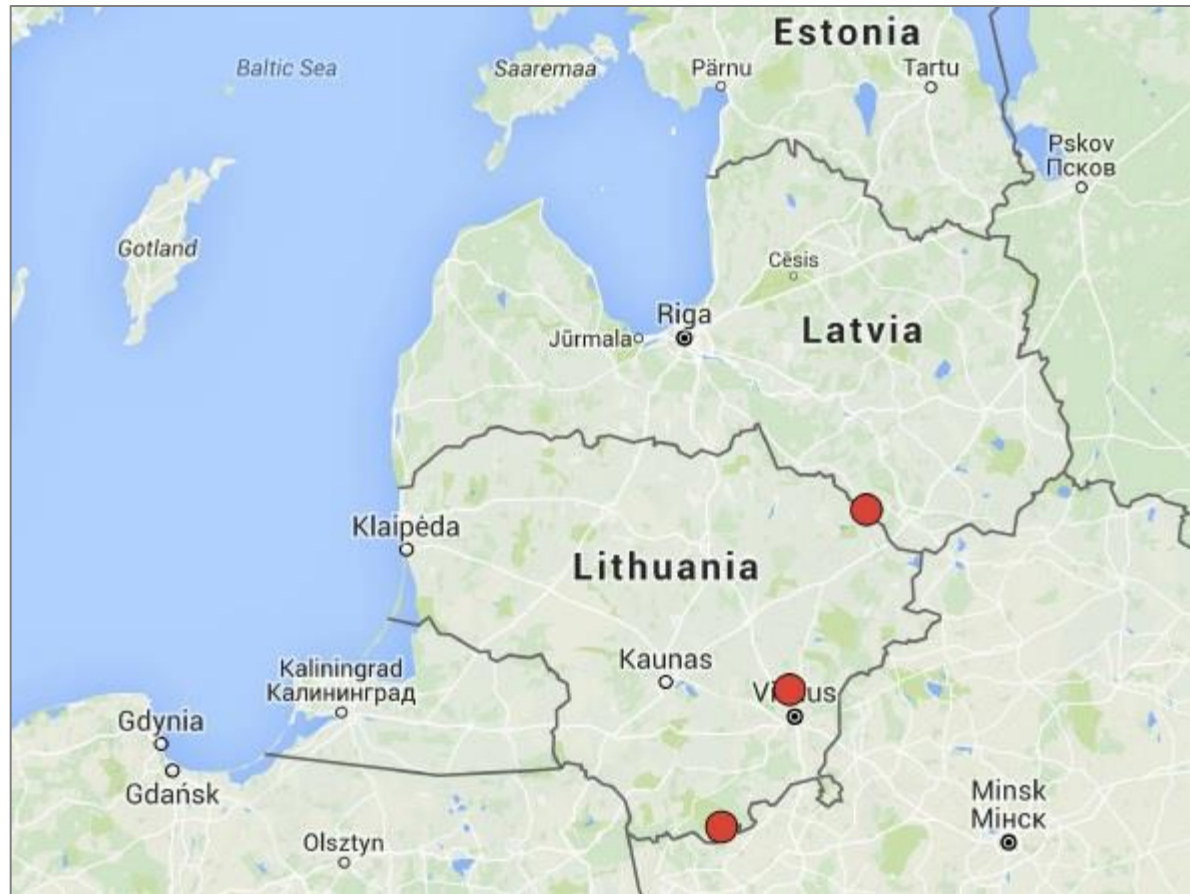 Estonia
Baltic Sea
Saaremaa
Pärnu
Tartu
Pskov
Псков
Gotland
Cēsis
Riga
Jūrmala
Latvia
Klaipėda
Lithuania
Kaunas
Kaliningrad
Калининград
Gdynia
Gdańsk
Minsk
Мінск
Olsztyn